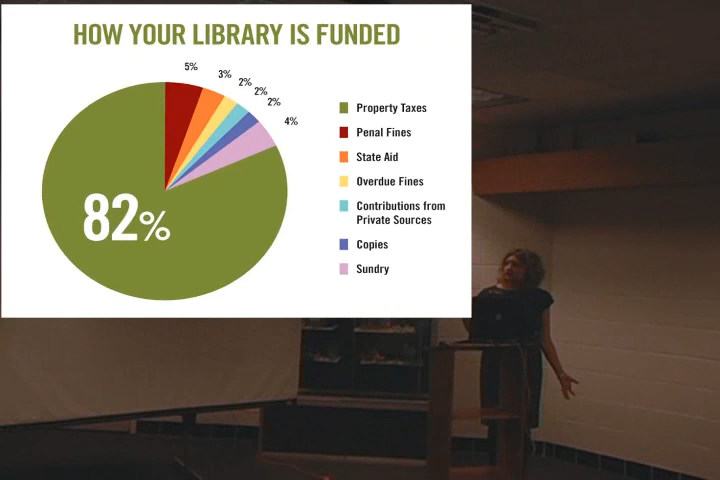 HOW YOUR LIBRARY IS FUNDED
5%
3%
2%
2%
2%
4%
82%
Property Taxes
Penal Fines
State Aid
Overdue Fines
Contributions from
Private Sources
Copies
Sundry